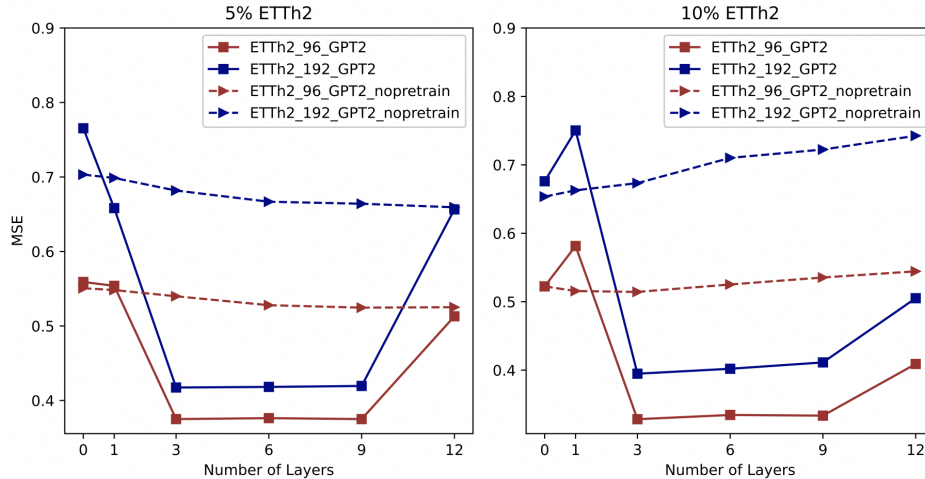 5% ETTh2
0.9
0.8
0.7
0.6
0.5
0.4
MSE
ETTh2_96_GPT2
ETTh2_192_GPT2
ETTh2_96_GPT2_nopretrain
ETTh2_192_GPT2_nopretrain
0 1 3 6 9 12
Number of Layers
10% ETTh2
0.9
0.8
0.7
0.6
0.5
0.4
ETTh2_96_GPT2
ETTh2_192_GPT2
ETTh2_96_GPT2_nopretrain
ETTh2_192_GPT2_nopretrain
0 1 3 6 9 12
Number of Layers